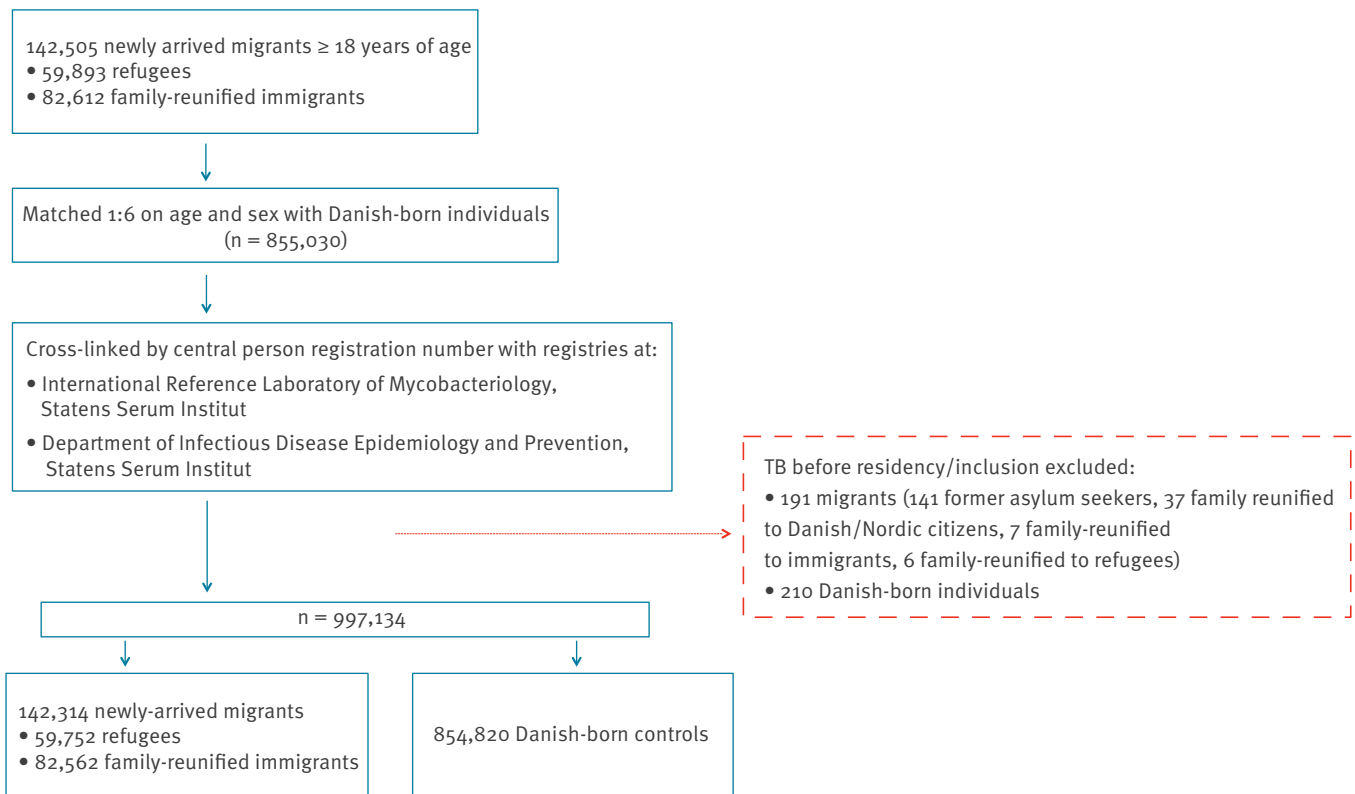 142,505 newly arrived migrants ≥ 18 years of age
• 59,893 refugees
• 82,612 family-reunified immigrants
Matched 1:6 on age and sex with Danish-born individuals
(n = 855,030)
Cross-linked by central person registration number with registries at:
• International Reference Laboratory of Mycobacteriology,
Statens Serum Institut
• Department of Infectious Disease Epidemiology and Prevention,
Statens Serum Institut
TB before residency/inclusion excluded:
• 191 migrants (141 former asylum seekers, 37 family reunified
to Danish/Nordic citizens, 7 family-reunified
to immigrants, 6 family-reunified to refugees)
• 210 Danish-born individuals
n = 997,134
142,314 newly-arrived migrants
• 59,752 refugees
• 82,562 family-reunified immigrants
854,820 Danish-born controls